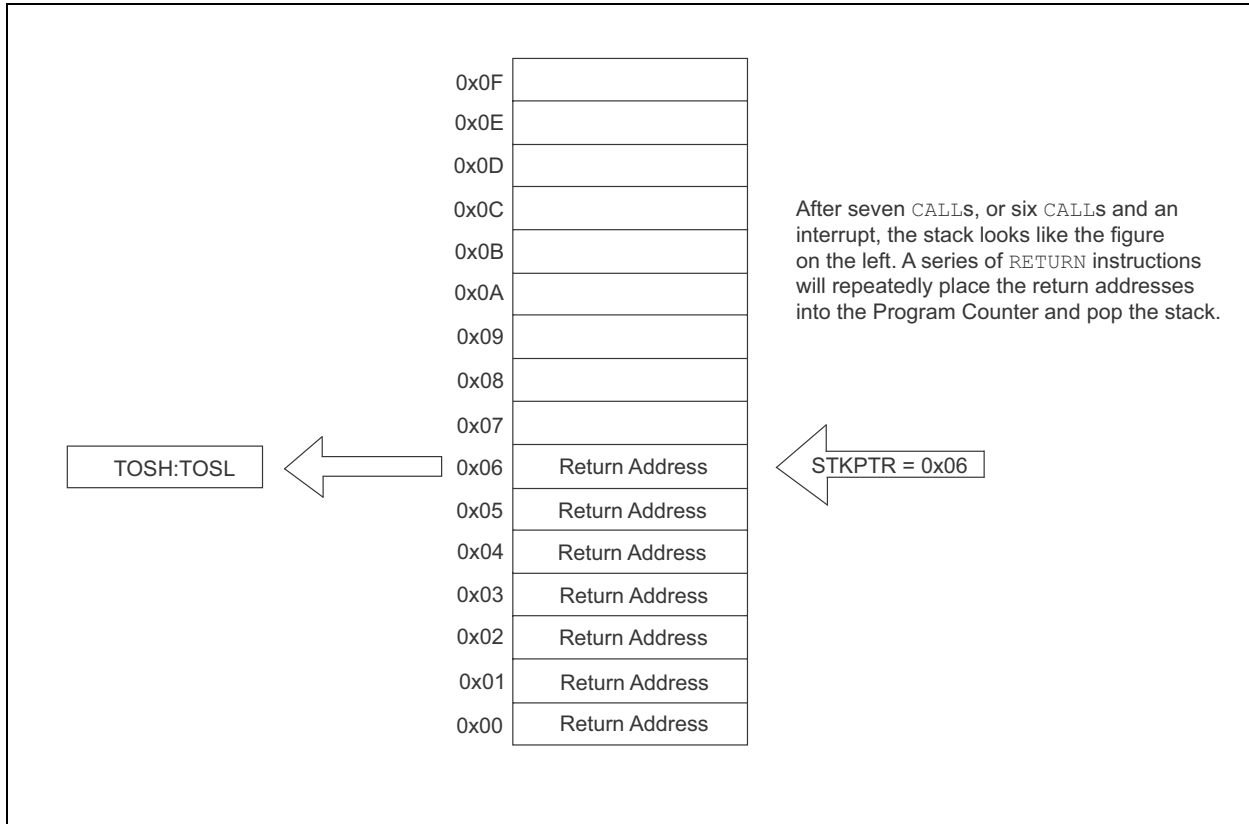 0x0F
0x0E
0x0D
0x0C
0x0B
0x0A
0x09
0x08
0x07
0x06 Return Address
0x05 Return Address
0x04 Return Address
0x03 Return Address
0x02 Return Address
0x01 Return Address
0x00 Return Address
TOSH:TOSL
STKPTR = 0x06
After seven CALLs, or six CALLs and an
interrupt, the stack looks like the figure
on the left. A series of RETURN instructions
will repeatedly place the return addresses
into the Program Counter and pop the stack.